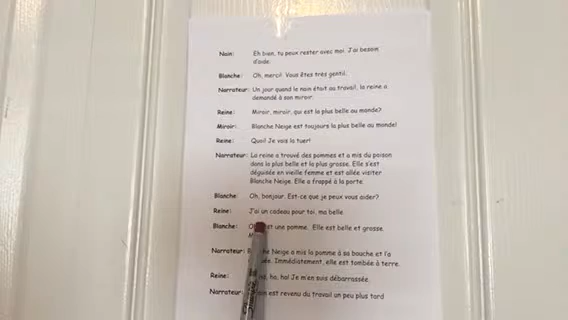 Nain: Eh bien, tu peux rester avec moi. J'ai besoin
d'aide.
Blanche: Oh, merci! Vous êtes très gentil.
Narrateur: Un jour quand le nain était au travail, la reine a
demandé à son miroir.
Reine: Miroir, miroir, qui est la plus belle au monde?
Miroir: Blanche Neige est toujours la plus belle au monde!
Reine: Quoi! Je vais la tuer!
Narrateur: La reine a trouvé des pommes et a mis du poison
dans la plus belle et la plus grosse. Elle s'est
déguisée en vieille femme et est allée visiter
Blanche Neige. Elle a frappé à la porte.
Blanche: Oh, bonjour. Est-ce que je peux vous aider?
Reine: J'ai un cadeau pour toi, ma belle.
Blanche: une pomme. Elle est belle et grosse.
Narrateur: Neige a mis la pomme à sa bouche et l'a
Immédiatement, elle est tombée à terre.
Reine: ha, ha! Je m'en suis débarrassée.
Narrateur: est revenu du travail un peu plus tard